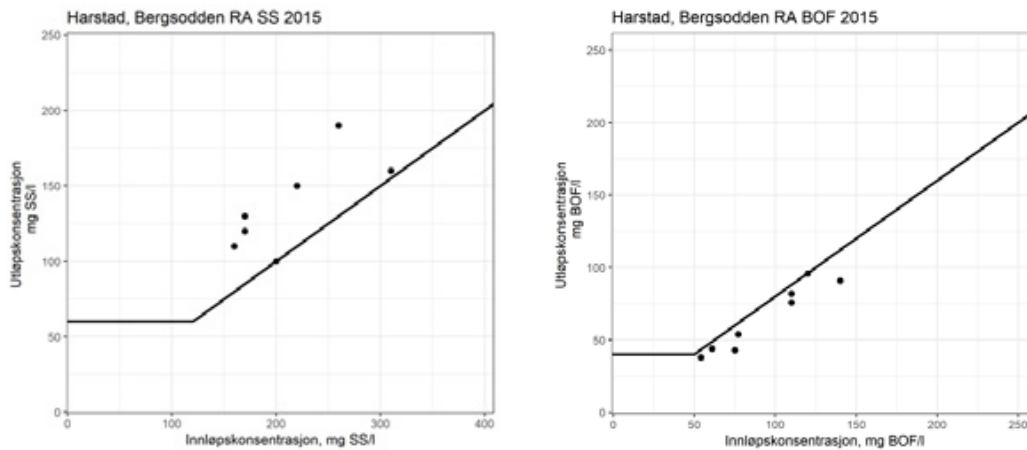 Harstad, Bergsodden RA SS 2015
250
200
150
100
50
0
Utløpskonsentrasjon
mg SS/l
0
100
200
300
400
Innløpskonsentrasjon, mg SS/l
Harstad, Bergsodden RA BOF 2015
250
200
150
100
50
0
Utløpskonsentrasjon
mg BOF/l
0
50
100
150
200
250
Innløpskonsentrasjon, mg BOF/l